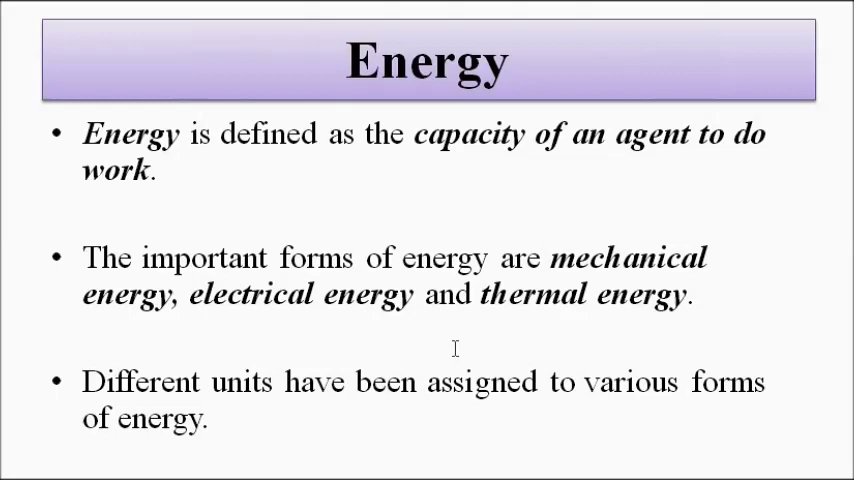 Energy
• Energy is defined as the capacity of an agent to do
work.
• The important forms of energy are mechanical
energy, electrical energy and thermal energy.
• Different units have been assigned to various forms
of energy.